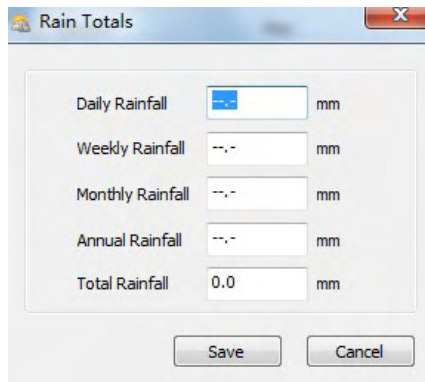 Rain Totals
Daily Rainfall --.- mm
Weekly Rainfall --.- mm
Monthly Rainfall --.- mm
Annual Rainfall --.- mm
Total Rainfall 0.0 mm
Save Cancel